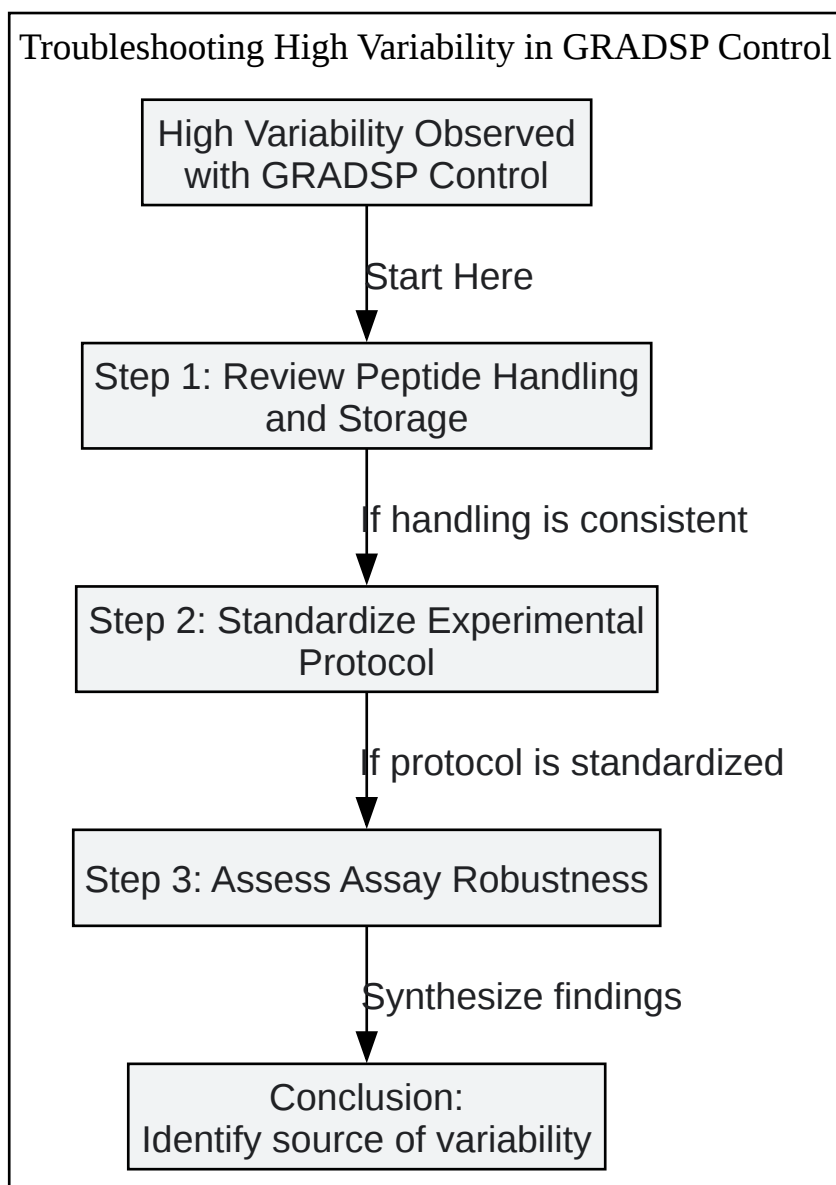 Troubleshooting High Variability in GRADSP Control
High Variability Observed
with GRADSP Control
Start Here
Step 1: Review Peptide Handling
and Storage
If handling is consistent
Step 2: Standardize Experimental
Protocol
If protocol is standardized
Step 3: Assess Assay Robustness
Synthesize findings
Conclusion:
Identify source of variability